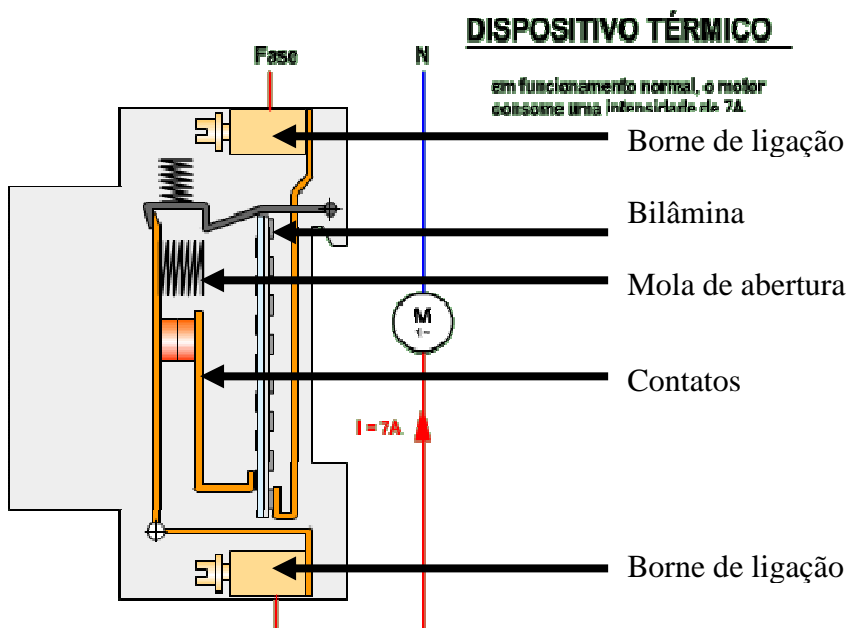 DISPOSITIVO TÉRMICO
Fase
N
em funcionamento normal, o motor
consome uma intensidade de 7A.
Borne de ligação
Bilâmina
Mola de abertura
M
1~
Contatos
I = 7A
Borne de ligação